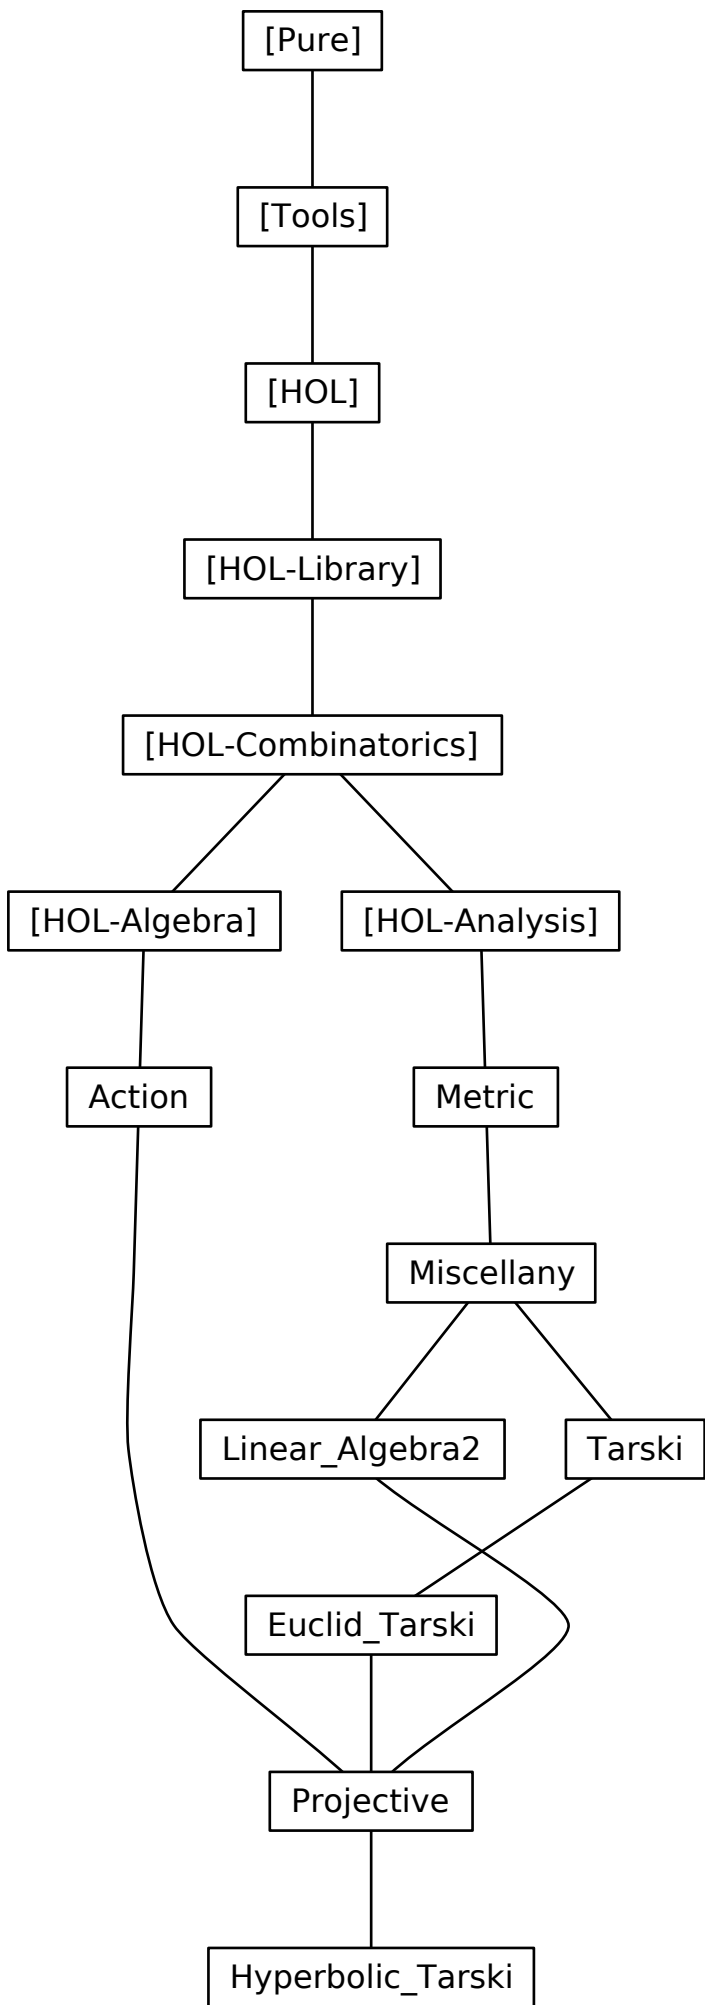 [Pure]
[Tools]
[HOL]
[HOL-Library]
[HOL-Combinatorics]
[HOL-Algebra]
[HOL-Analysis]
Action
Metric
Miscellany
Linear_Algebra2
Tarski
Euclid_Tarski
Projective
Hyperbolic_Tarski